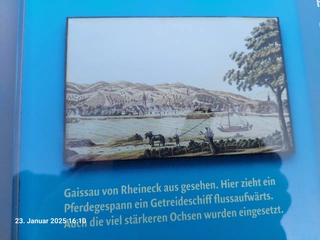 Gaissau von Rheineck aus gesehen. Hier zieht ein
Pferdegespann ein Getreideschiff flussaufwärts.
Auch die viel stärkeren Ochsen wurden eingesetzt.
23. Januar 2025 16:10